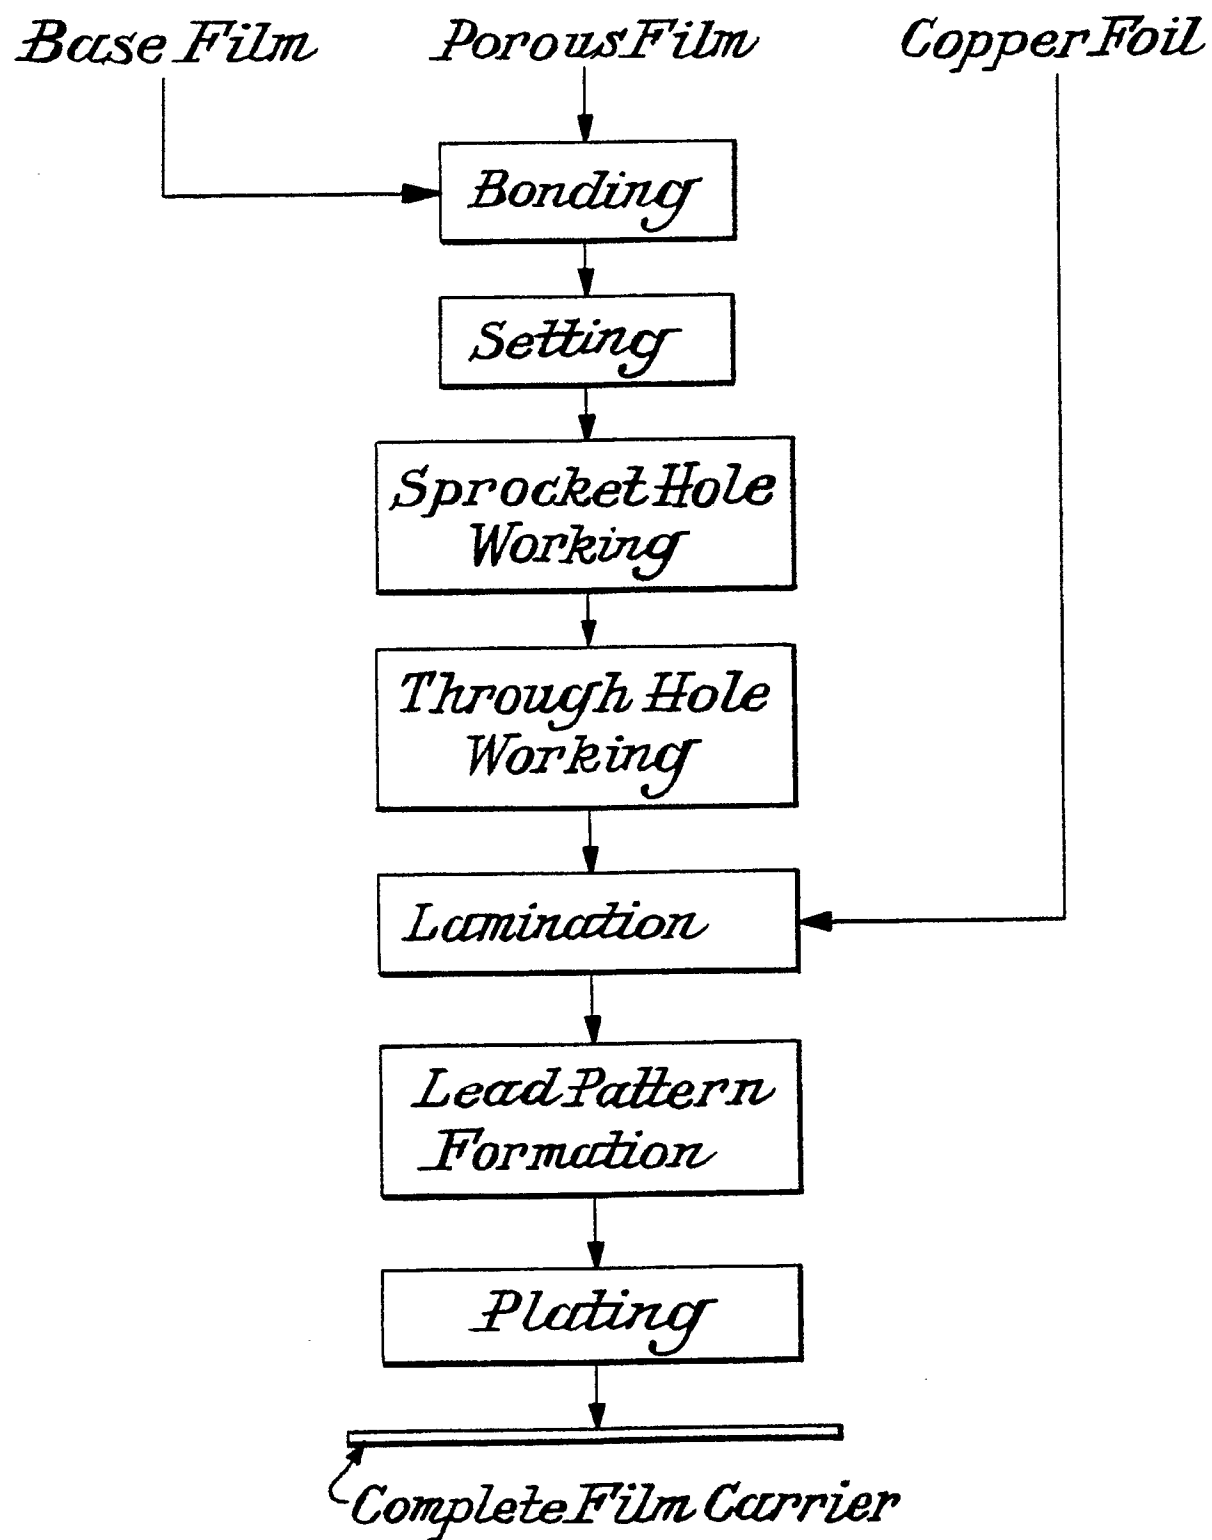 Base Film
Porous Film
Copper Foil
Bonding
Setting
Sprocket Hole
Working
Through Hole
Working
Lamination
Lead Pattern
Formation
Plating
Complete Film Carrier